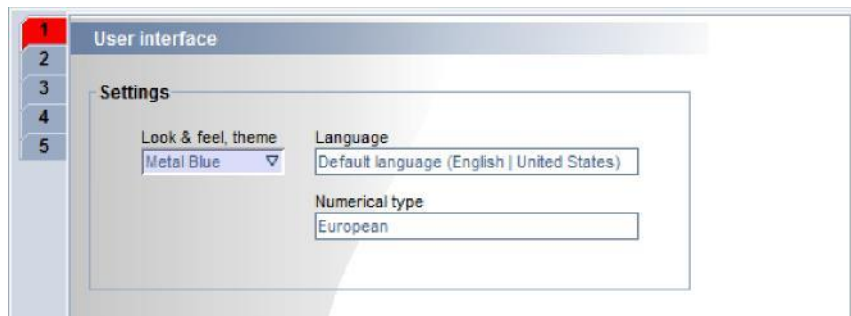 1
User interface
2
3
Settings
4
Look & feel, theme
Language
5
Metal Blue
Default language (English | United States)
Numerical type
European